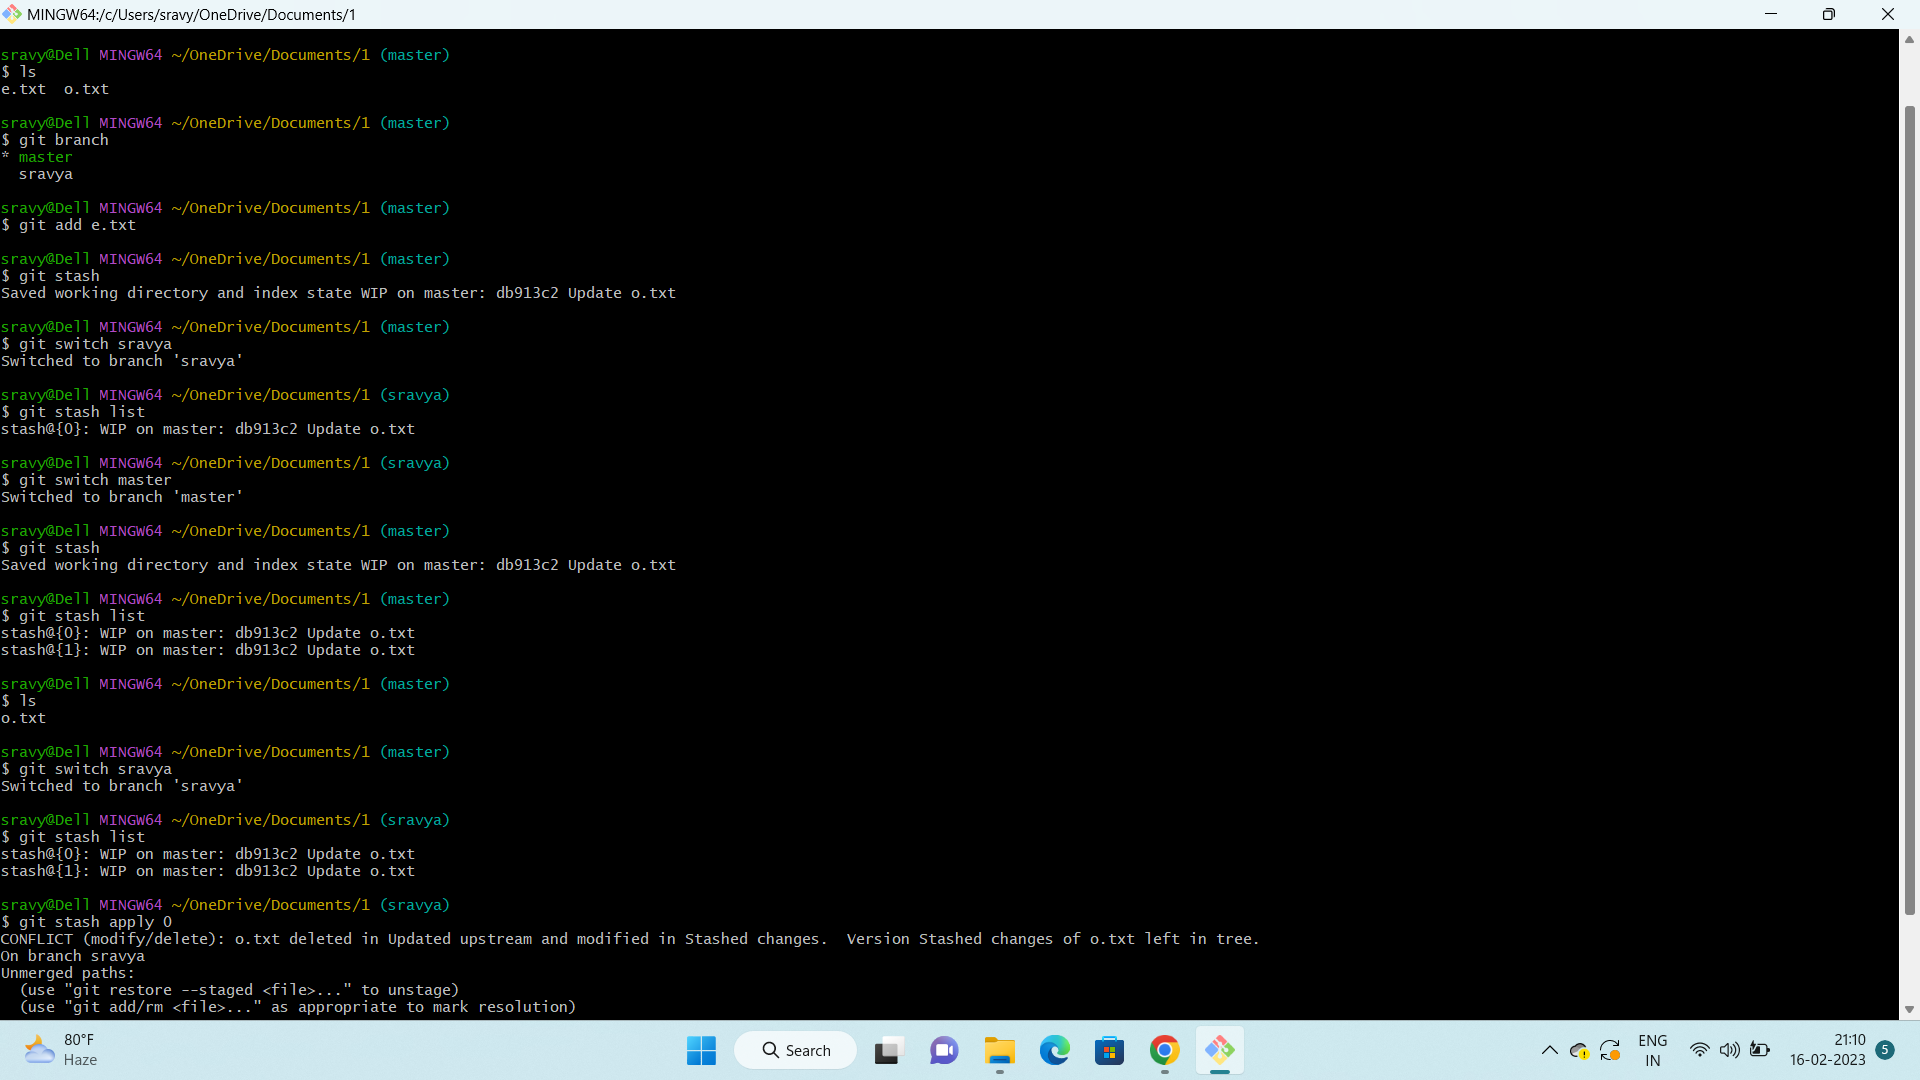 MINGW64:/c/Users/sravy/OneDrive/Documents/1
sravy@Dell MINGW64 ~/OneDrive/Documents/1 (master)
$ ls
e.txt  o.txt
sravy@Dell MINGW64 ~/OneDrive/Documents/1 (master)
$ git branch
* master
  sravya
sravy@Dell MINGW64 ~/OneDrive/Documents/1 (master)
$ git add e.txt
sravy@Dell MINGW64 ~/OneDrive/Documents/1 (master)
$ git stash
Saved working directory and index state WIP on master: db913c2 Update o.txt
sravy@Dell MINGW64 ~/OneDrive/Documents/1 (master)
$ git switch sravya
Switched to branch 'sravya'
sravy@Dell MINGW64 ~/OneDrive/Documents/1 (sravya)
$ git stash list
stash@{0}: WIP on master: db913c2 Update o.txt
sravy@Dell MINGW64 ~/OneDrive/Documents/1 (sravya)
$ git switch master
Switched to branch 'master'
sravy@Dell MINGW64 ~/OneDrive/Documents/1 (master)
$ git stash
Saved working directory and index state WIP on master: db913c2 Update o.txt
sravy@Dell MINGW64 ~/OneDrive/Documents/1 (master)
$ git stash list
stash@{0}: WIP on master: db913c2 Update o.txt
stash@{1}: WIP on master: db913c2 Update o.txt
sravy@Dell MINGW64 ~/OneDrive/Documents/1 (master)
$ ls
o.txt
sravy@Dell MINGW64 ~/OneDrive/Documents/1 (master)
$ git switch sravya
Switched to branch 'sravya'
sravy@Dell MINGW64 ~/OneDrive/Documents/1 (sravya)
$ git stash list
stash@{0}: WIP on master: db913c2 Update o.txt
stash@{1}: WIP on master: db913c2 Update o.txt
sravy@Dell MINGW64 ~/OneDrive/Documents/1 (sravya)
$ git stash apply 0
CONFLICT (modify/delete): o.txt deleted in Updated upstream and modified in Stashed changes.  Version Stashed changes of o.txt left in tree.
On branch sravya
Unmerged paths:
  (use "git restore --staged <file>..." to unstage)
  (use "git add/rm <file>..." as appropriate to mark resolution)
80°F
Haze
Search
ENG
IN
21:10
16-02-2023
5